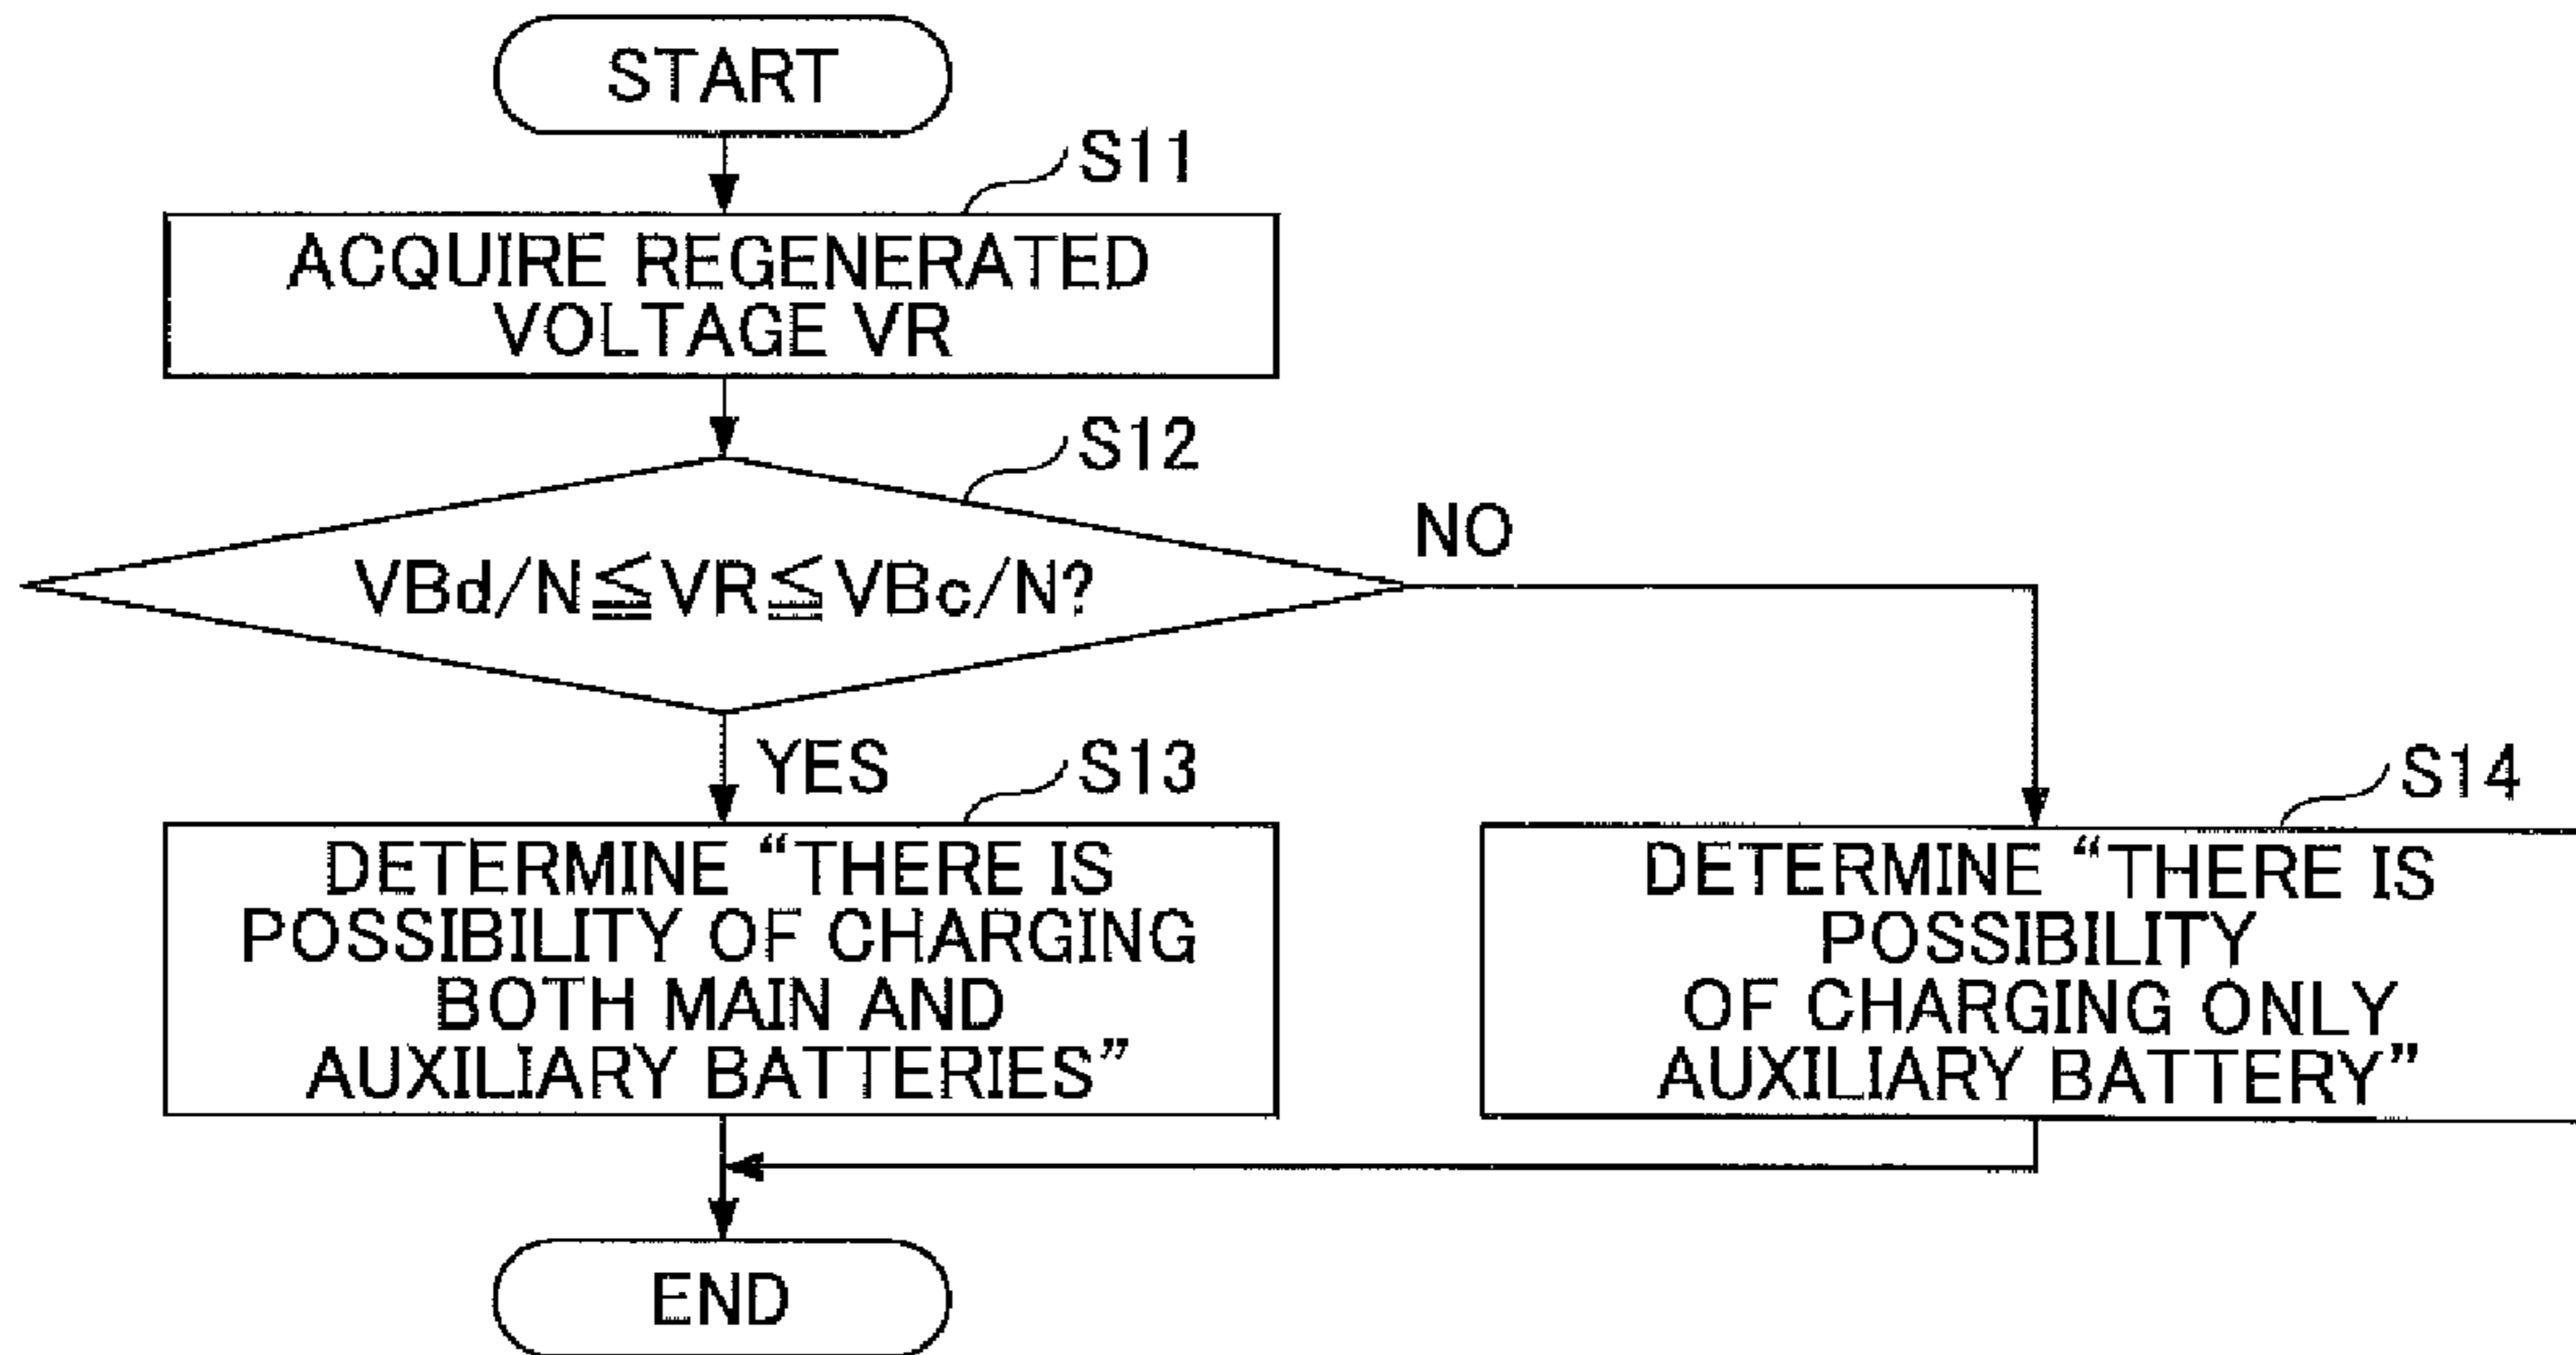 START
S11
ACQUIRE REGENERATED
VOLTAGE VR
S12
VBd/N≦VR≦VBc/N?
NO
YES
S13
DETERMINE “THERE IS
POSSIBILITY OF CHARGING
BOTH MAIN AND
AUXILIARY BATTERIES”
S14
DETERMINE “THERE IS
POSSIBILITY
OF CHARGING ONLY
AUXILIARY BATTERY”
END